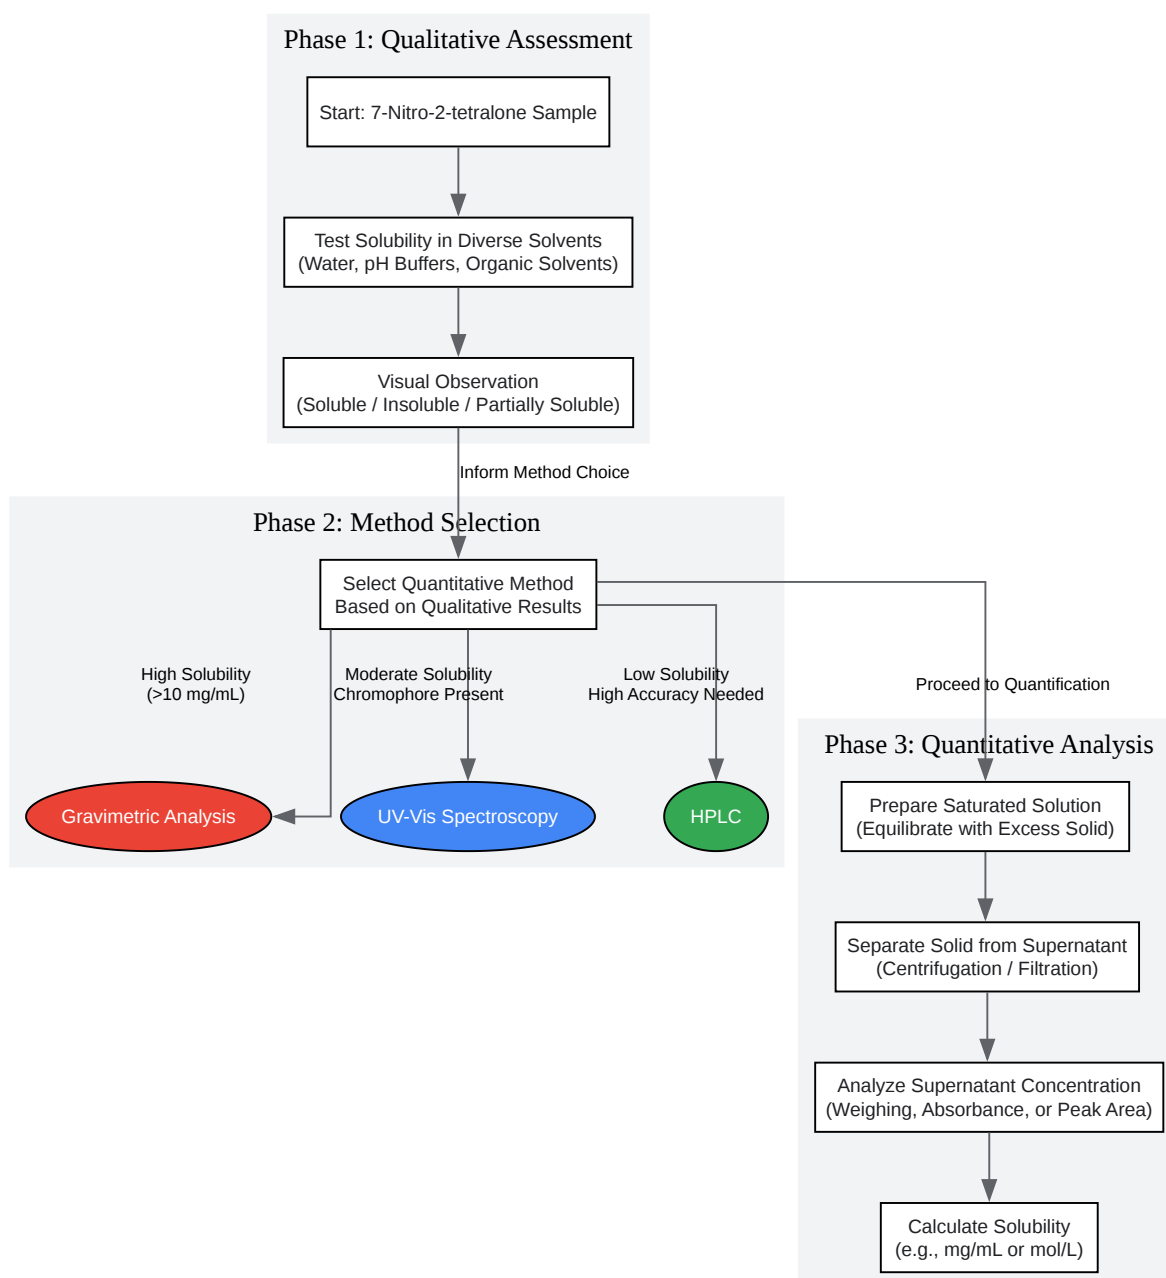 Phase 1: Qualitative Assessment
Start: 7-Nitro-2-tetralone Sample
Test Solubility in Diverse Solvents
(Water, pH Buffers, Organic Solvents)
Visual Observation
(Soluble / Insoluble / Partially Soluble)
Inform Method Choice
Phase 2: Method Selection
Select Quantitative Method
Based on Qualitative Results
High Solubility
(>10 mg/mL)
Moderate Solubility
Chromophore Present
Low Solubility
High Accuracy Needed
Proceed to Quantification
Gravimetric Analysis
UV-Vis Spectroscopy
HPLC
Phase 3: Quantitative Analysis
Prepare Saturated Solution
(Equilibrate with Excess Solid)
Separate Solid from Supernatant
(Centrifugation / Filtration)
Analyze Supernatant Concentration
(Weighing, Absorbance, or Peak Area)
Calculate Solubility
(e.g., mg/mL or mol/L)